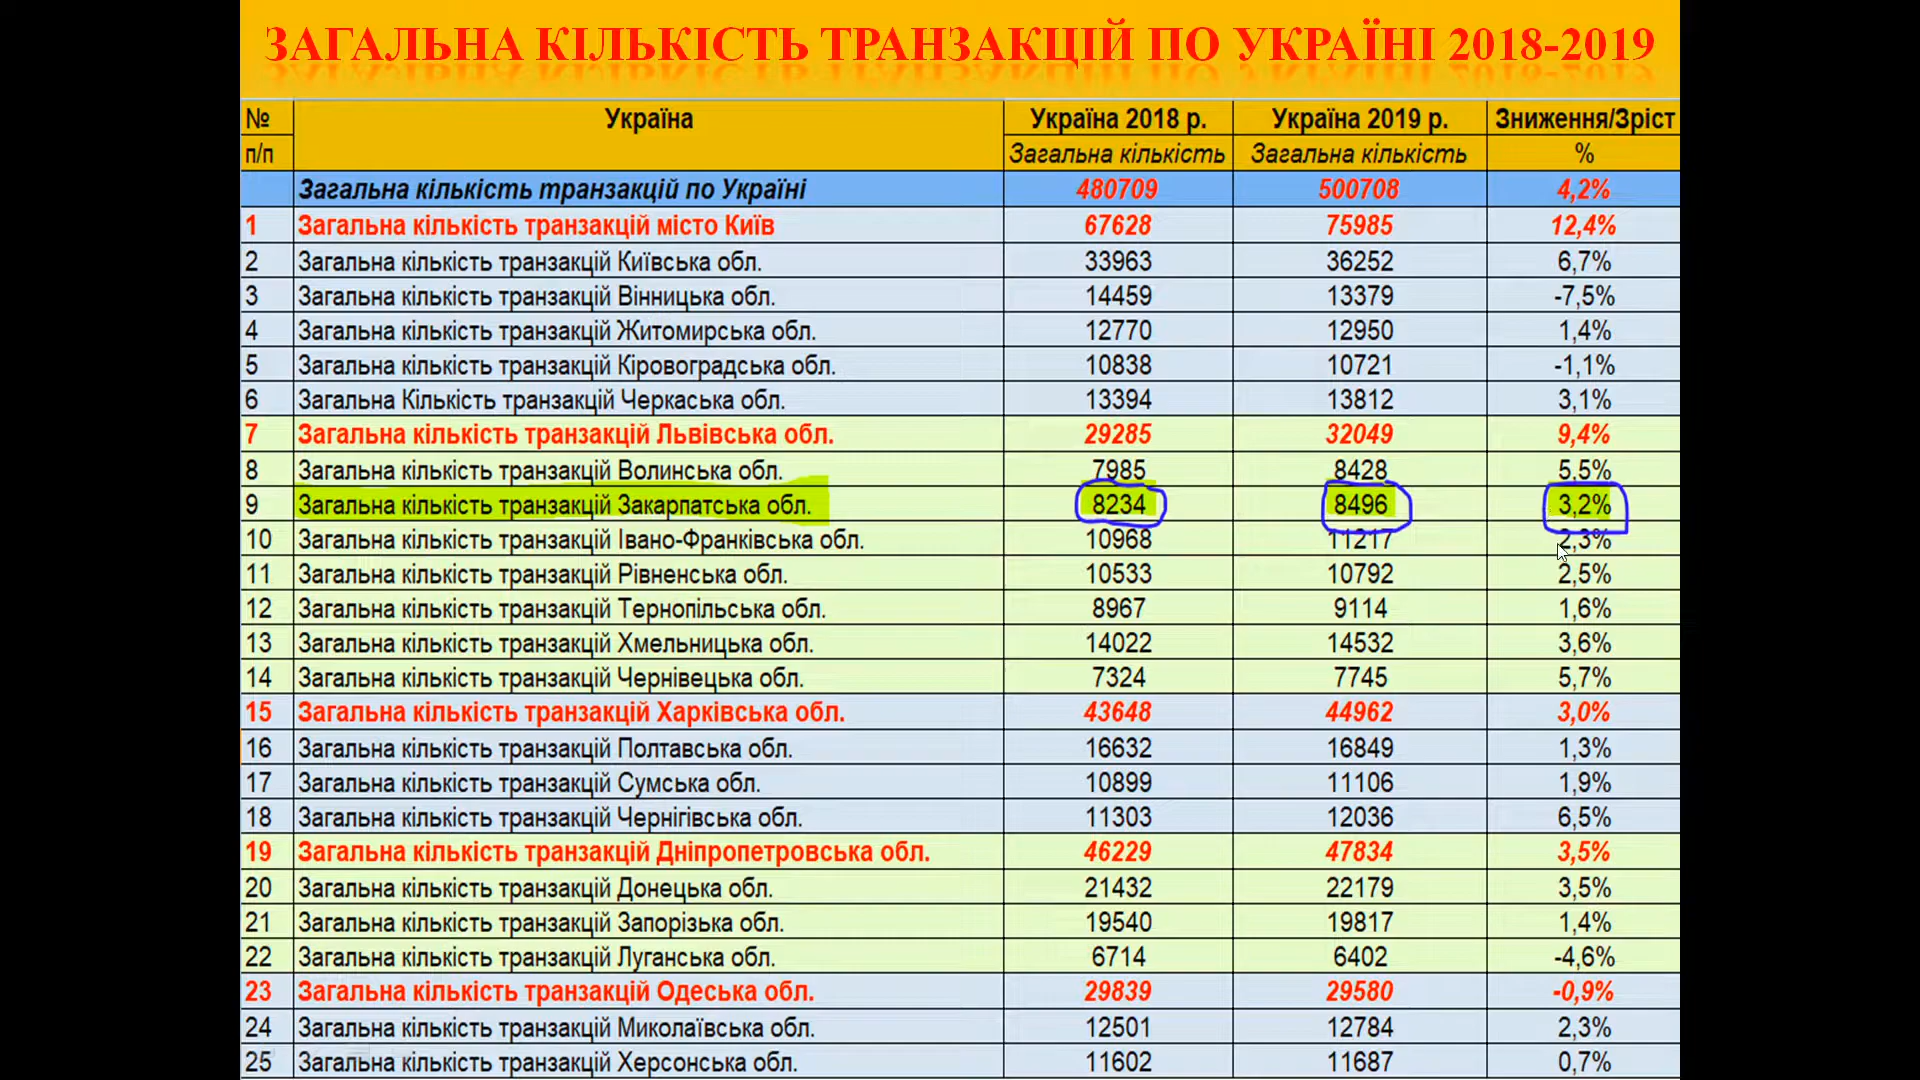 ЗАГАЛЬНА КІЛЬКІСТЬ ТРАНЗАКЦІЙ ПО УКРАЇНІ 2018-2019
№ Україна Україна 2018 р. Україна 2019 р. Зниження/Зріст
п/п Загальна кількість Загальна кількість %
Загальна кількість транзакцій по Україні 480709 500708 4,2%
1 Загальна кількість транзакцій місто Київ 67628 75985 12,4%
2 Загальна кількість транзакцій Київська обл. 33963 36252 6,7%
3 Загальна кількість транзакцій Вінницька обл. 14459 13379 -7,5%
4 Загальна кількість транзакцій Житомирська обл. 12770 12950 1,4%
5 Загальна кількість транзакцій Кіровоградська обл. 10838 10721 -1,1%
6 Загальна Кількість транзакцій Черкаська обл. 13394 13812 3,1%
7 Загальна кількість транзакцій Львівська обл. 29285 32049 9,4%
8 Загальна кількість транзакцій Волинська обл. 7985 8428 5,5%
9 Загальна кількість транзакцій Закарпатська обл. 8234 8496 3,2%
10 Загальна кількість транзакцій Івано-Франківська обл. 10968 11217 2,3%
11 Загальна кількість транзакцій Рівненська обл. 10533 10792 2,5%
12 Загальна кількість транзакцій Тернопільська обл. 8967 9114 1,6%
13 Загальна кількість транзакцій Хмельницька обл. 14022 14532 3,6%
14 Загальна кількість транзакцій Чернівецька обл. 7324 7745 5,7%
15 Загальна кількість транзакцій Харківська обл. 43648 44962 3,0%
16 Загальна кількість транзакцій Полтавська обл. 16632 16849 1,3%
17 Загальна кількість транзакцій Сумська обл. 10899 11106 1,9%
18 Загальна кількість транзакцій Чернігівська обл. 11303 12036 6,5%
19 Загальна кількість транзакцій Дніпропетровська обл. 46229 47834 3,5%
20 Загальна кількість транзакцій Донецька обл. 21432 22179 3,5%
21 Загальна кількість транзакцій Запорізька обл. 19540 19817 1,4%
22 Загальна кількість транзакцій Луганська обл. 6714 6402 -4,6%
23 Загальна кількість транзакцій Одеська обл. 29839 29580 -0,9%
24 Загальна кількість транзакцій Миколаївська обл. 12501 12784 2,3%
25 Загальна кількість транзакцій Херсонська обл. 11602 11687 0,7%